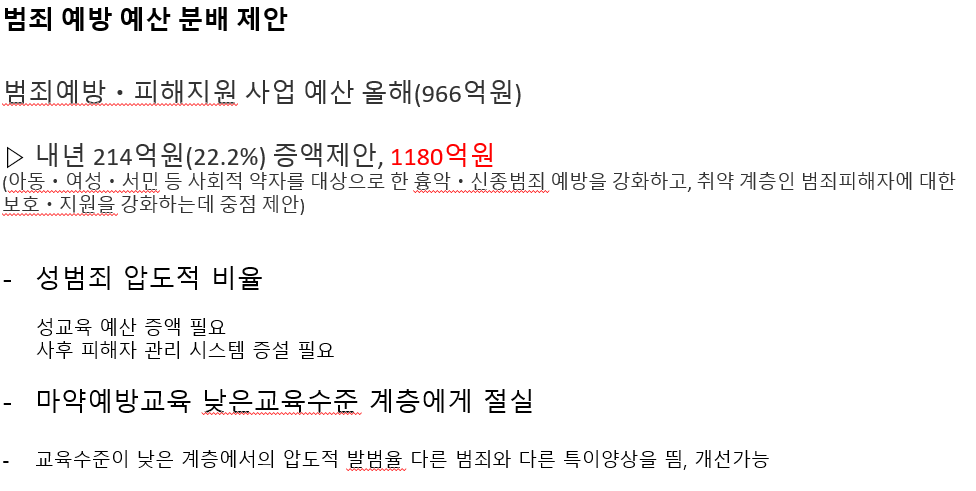 범죄 예방 예산 분배 제안
범죄예방・피해지원 사업 예산 올해(966억원)
▷ 내년 214억원(22.2%) 증액제안, 1180억원
(아동・여성・서민 등 사회적 약자를 대상으로 한 흉악・신종범죄 예방을 강화하고, 취약 계층인 범죄피해자에 대한
보호・지원을 강화하는데 중점 제안)
- 성범죄 압도적 비율
성교육 예산 증액 필요
사후 피해자 관리 시스템 증설 필요
- 마약예방교육 낮은교육수준 계층에게 절실
- 교육수준이 낮은 계층에서의 압도적 발범율 다른 범죄와 다른 특이양상을 띔, 개선가능